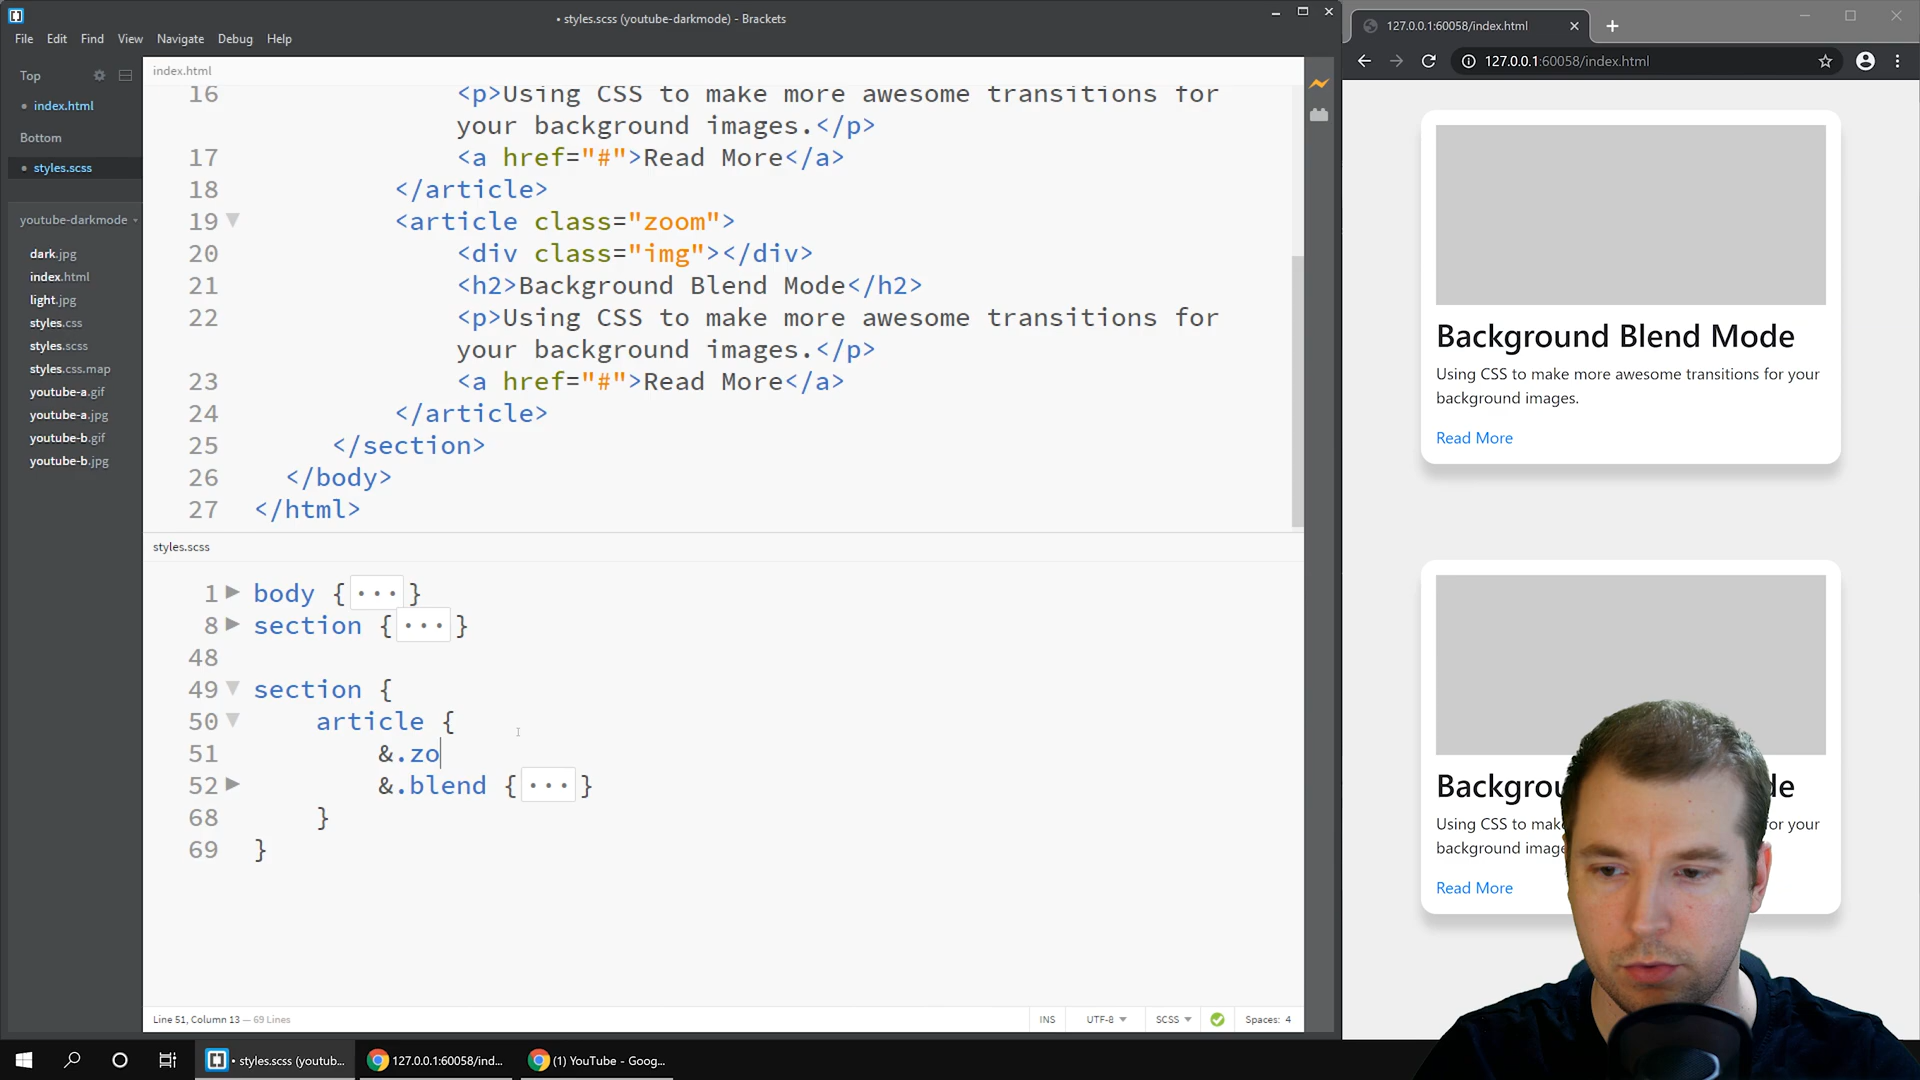 • styles.scss (youtube-darkmode) - Brackets
File Edit Find View Navigate Debug Help
Top
index.html
Bottom
styles.scss
youtube-darkmode
dark.jpg
index.html
light.jpg
styles.css
styles.scss
styles.css.map
youtube-a.gif
youtube-a.jpg
youtube-b.gif
youtube-b.jpg
index.html
16 <p>Using CSS to make more awesome transitions for
your background images.</p>
17 <a href="#">Read More</a>
18 </article>
19 <article class="zoom">
20 <div class="img"></div>
21 <h2>Background Blend Mode</h2>
22 <p>Using CSS to make more awesome transitions for
your background images.</p>
23 <a href="#">Read More</a>
24 </article>
25 </section>
26 </body>
27 </html>
styles.scss
1 body {•••}
8 section {•••}
48
49 section {
50 article {
51 &.zo
52 &.blend {•••}
68 }
69 }
Line 51, Column 13 — 69 Lines
INS UTF-8 SCSS Spaces: 4
127.0.0.1:60058/index.html
127.0.0.1:60058/index.html
Background Blend Mode
Using CSS to make more awesome transitions for your
background images.
Read More
Using CSS to
for your
Read More
• styles.scss (youtub...
127.0.0.1:60058/ind...
(1) YouTube - Goog...